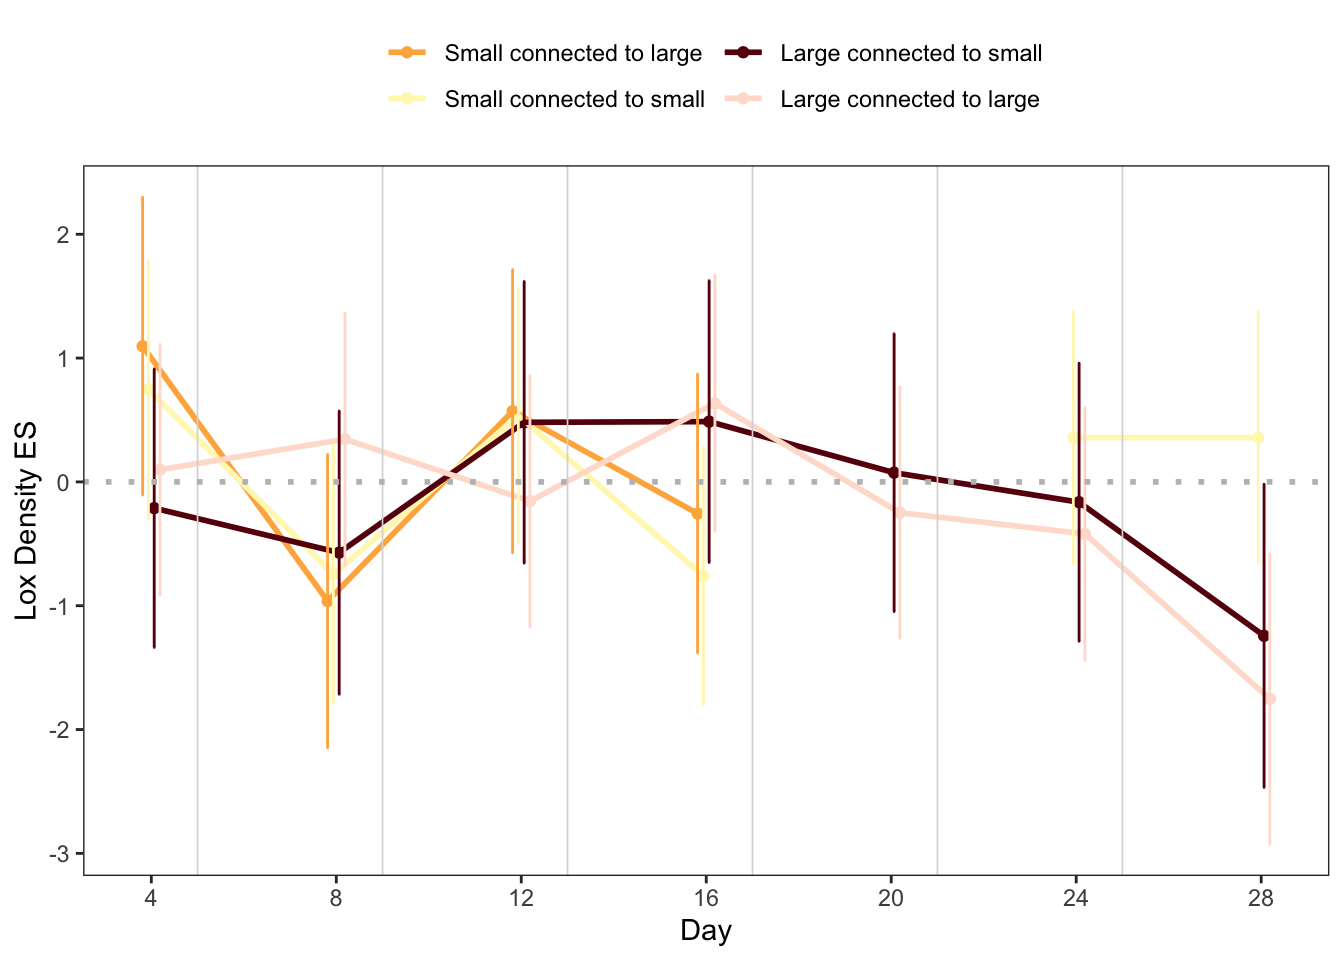 Small connected to large
Large connected to small
Small connected to small
Large connected to large
2
1
0
-1
-2
-3
Lox Density ES
4 8 12 16 20 24 28
Day